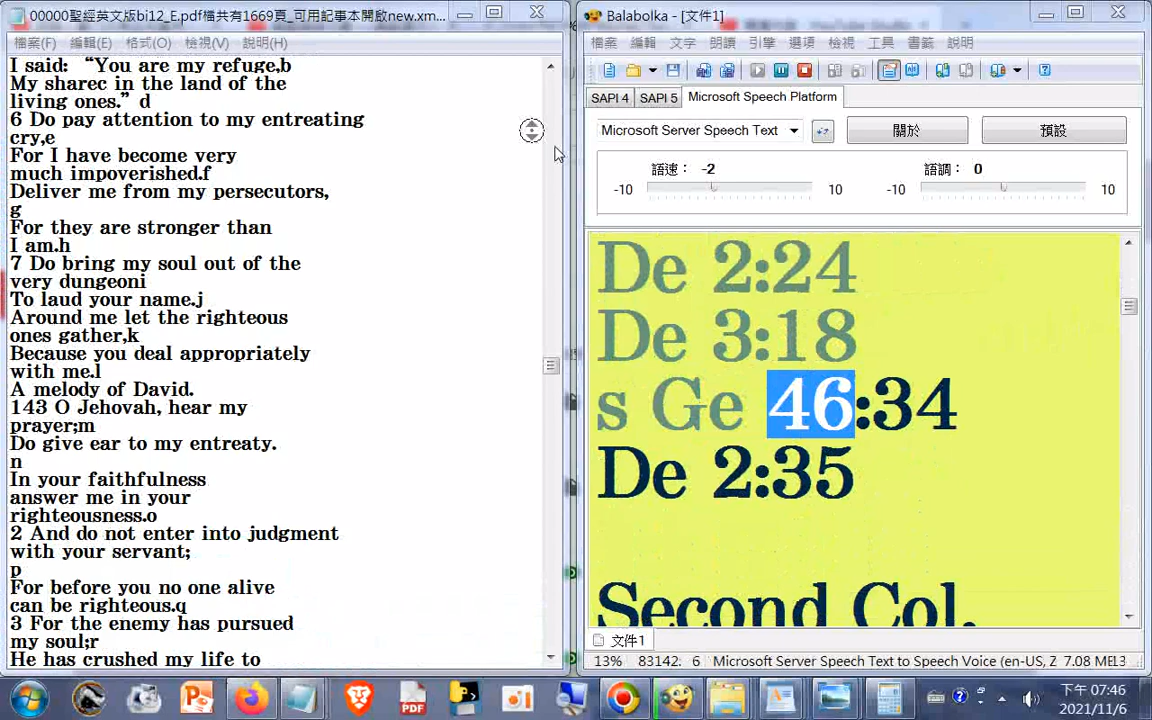 00000聖經英文版bi12_E.pdf檔共有1669頁_可用記事本開啟new.xm...
檔案(F) 編輯(E) 格式(O) 檢視(V) 說明(H)
I said: “You are my refuge,b
My sharec in the land of the
living ones.” d
6 Do pay attention to my entreating
cry,e
For I have become very
much impoverished.f
Deliver me from my persecutors,
g
For they are stronger than
I am.h
7 Do bring my soul out of the
very dungeoni
To laud your name.j
Around me let the righteous
ones gather,k
Because you deal appropriately
with me.l
A melody of David.
143 O Jehovah, hear my
prayer;m
Do give ear to my entreaty.
n
In your faithfulness
answer me in your
righteousness.o
2 And do not enter into judgment
with your servant;
p
For before you no one alive
can be righteous.q
3 For the enemy has pursued
my soul;r
He has crushed my life to
Balabolka - [文件1]
檔案 編輯 文字 朗讀 引擎 選項 檢視 工具 書籤 說明
SAPI 4 SAPI 5 Microsoft Speech Platform
Microsoft Server Speech Text 關於 預設
語速: -2 語調: 0
-10 10 -10 10
De 2:24
De 3:18
s Ge 46:34
De 2:35
Second Col.
文件1
13% 83142: 6 Microsoft Server Speech Text to Speech Voice (en-US, Z 7.08 МБ
PDF
下午 07:46
2021/11/6